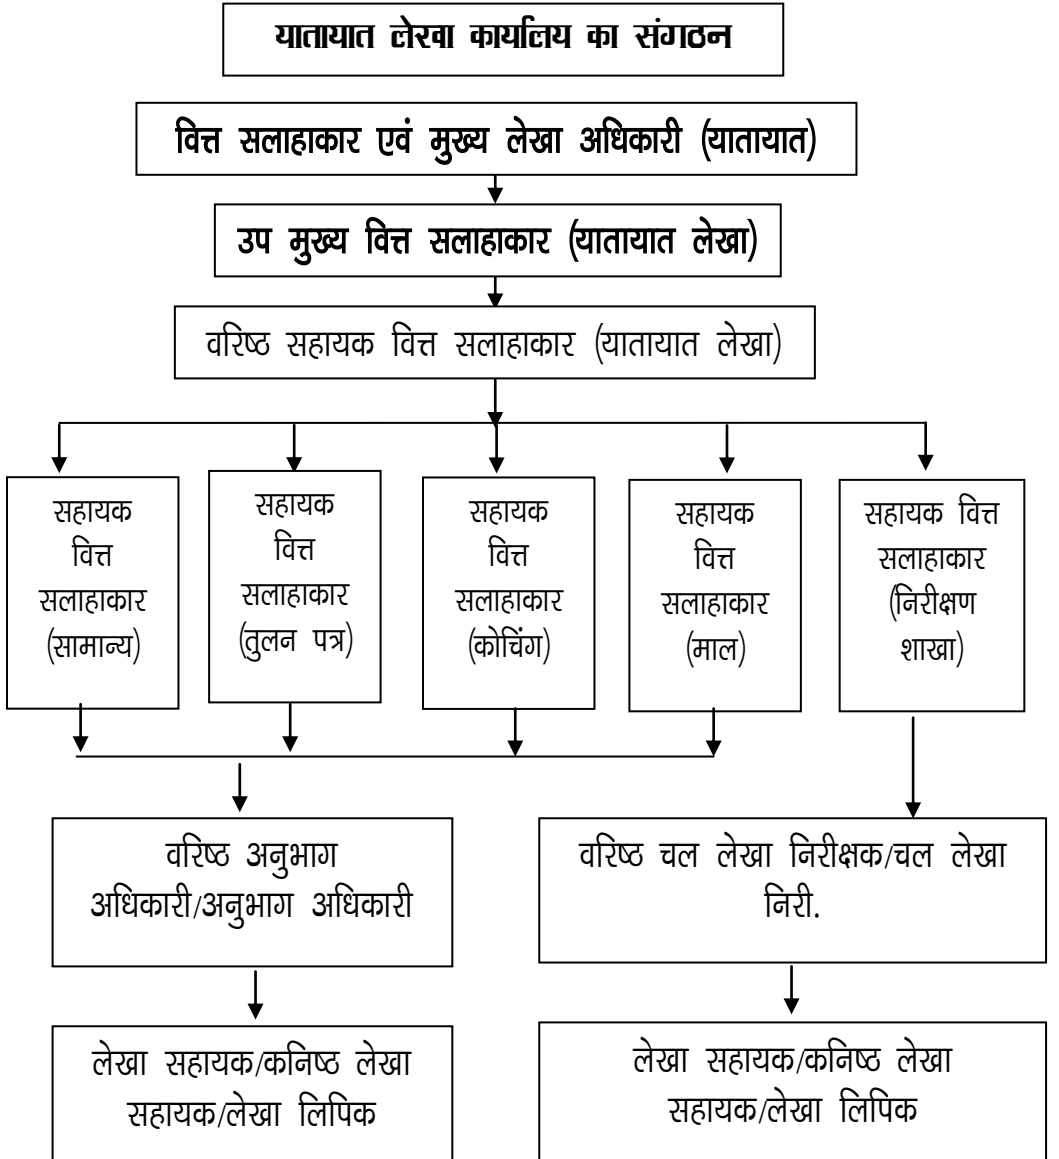 यातायात लेखा कार्यालय का संगठन
वित्त सलाहाकार एवं मुख्य लेखा अधिकारी (यातायात)
उप मुख्य वित्त सलाहाकार (यातायात लेखा)
वरिष्ठ सहायक वित्त सलाहाकार (यातायात लेखा)
सहायक
वित्त
सलाहाकार
(सामान्य)
सहायक
वित्त
सलाहाकार
(तुलन पत्र)
सहायक
वित्त
सलाहाकार
(कोचिंग)
सहायक
वित्त
सलाहाकार
(माल)
सहायक वित्त
सलाहाकार
(निरीक्षण
शाखा)
वरिष्ठ अनुभाग
अधिकारी/अनुभाग अधिकारी
वरिष्ठ चल लेखा निरीक्षक/चल लेखा
निरी.
लेखा सहायक/कनिष्ठ लेखा
सहायक/लेखा लिपिक
लेखा सहायक/कनिष्ठ लेखा
सहायक/लेखा लिपिक